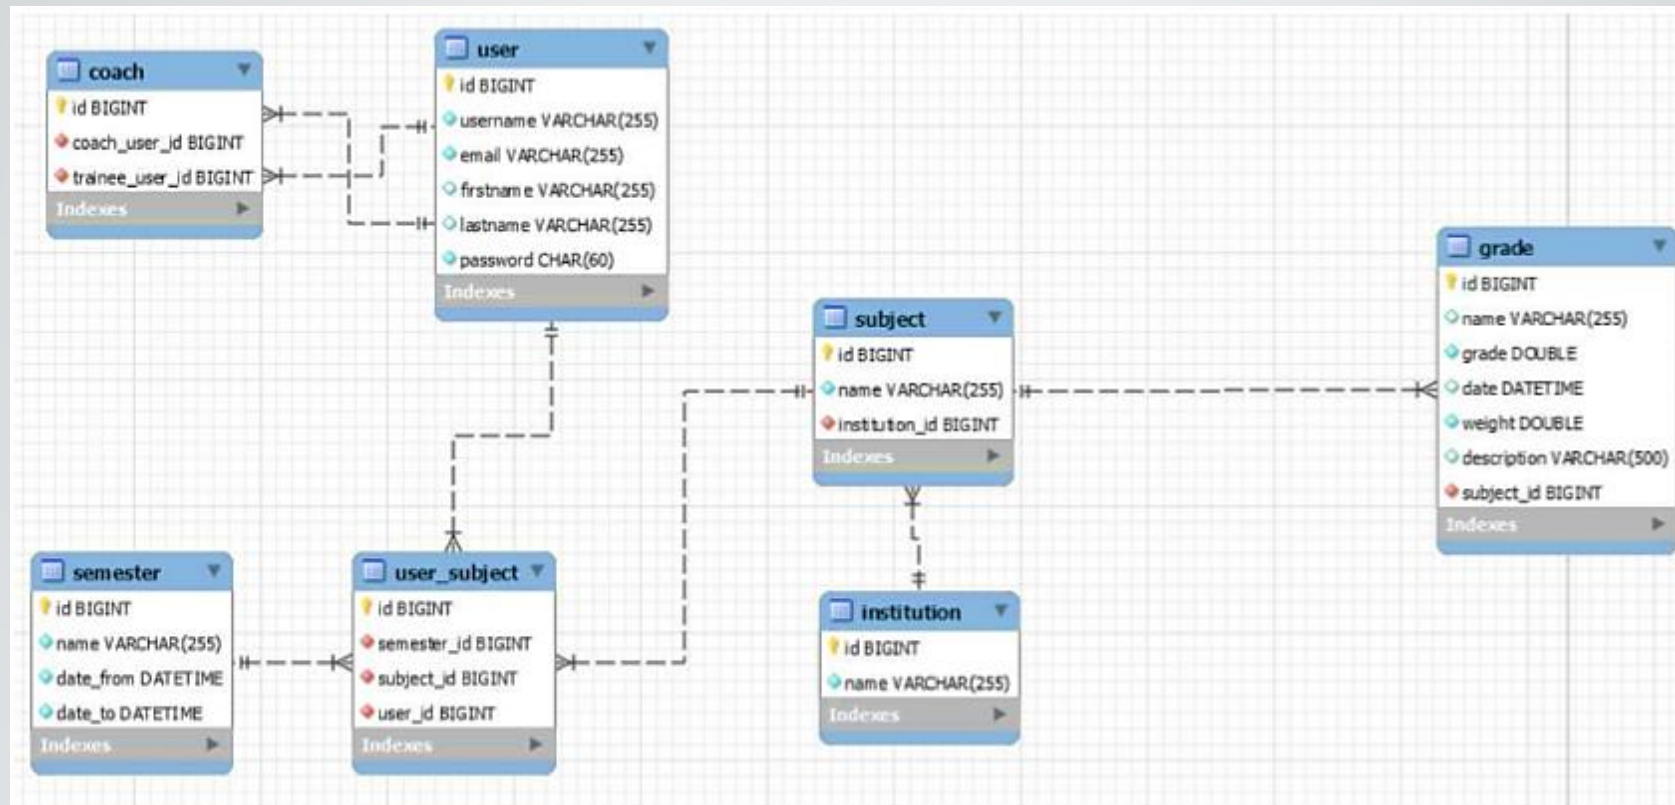 coach
id BIGINT
coach_user_id BIGINT
trainee_user_id BIGINT
Indexes
user
id BIGINT
username VARCHAR(255)
email VARCHAR(255)
firstname VARCHAR(255)
lastname VARCHAR(255)
password CHAR(60)
Indexes
subject
id BIGINT
name VARCHAR(255)
institution_id BIGINT
Indexes
grade
id BIGINT
name VARCHAR(255)
grade DOUBLE
date DATETIME
weight DOUBLE
description VARCHAR(500)
subject_id BIGINT
Indexes
semester
id BIGINT
name VARCHAR(255)
date_from DATETIME
date_to DATETIME
Indexes
user_subject
id BIGINT
semester_id BIGINT
subject_id BIGINT
user_id BIGINT
Indexes
institution
id BIGINT
name VARCHAR(255)
Indexes